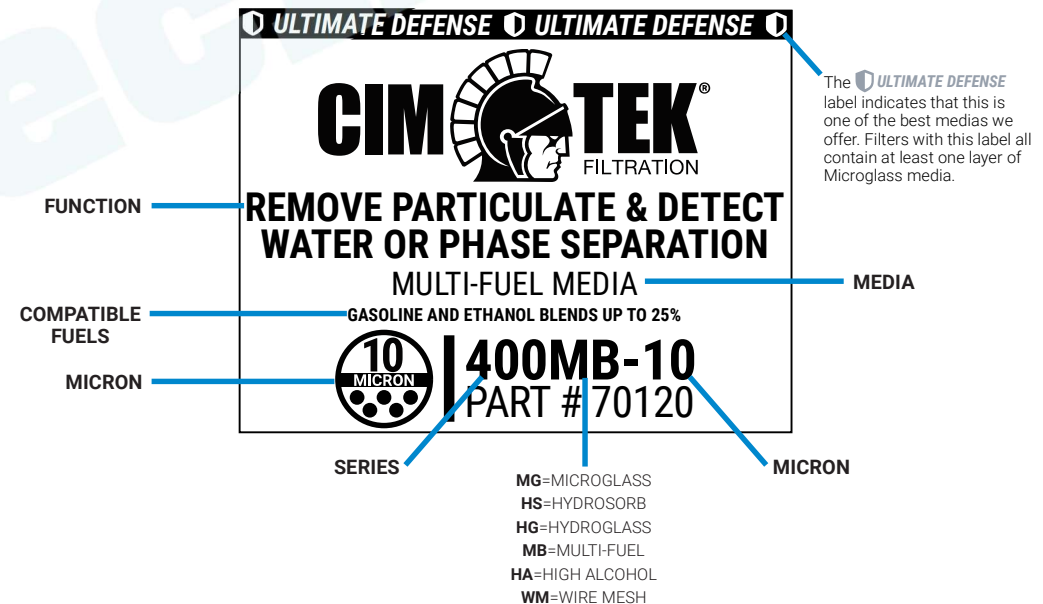 ULTIMATE DEFENSE ULTIMATE DEFENSE
CIM TEK®
FILTRATION
The ULTIMATE DEFENSE
label indicates that this is
one of the best medias we
offer. Filters with this label all
contain at least one layer of
Microglass media.
FUNCTION
REMOVE PARTICULATE & DETECT
WATER OR PHASE SEPARATION
MULTI-FUEL MEDIA
MEDIA
COMPATIBLE
FUELS
GASOLINE AND ETHANOL BLENDS UP TO 25%
MICRON
10
MICRON
400MB-10
PART # 70120
SERIES
MICRON
MG=MICROGLASS
HS=HYDROSORB
HG=HYDROGLASS
MB=MULTI-FUEL
HA=HIGH ALCOHOL
WM=WIRE MESH